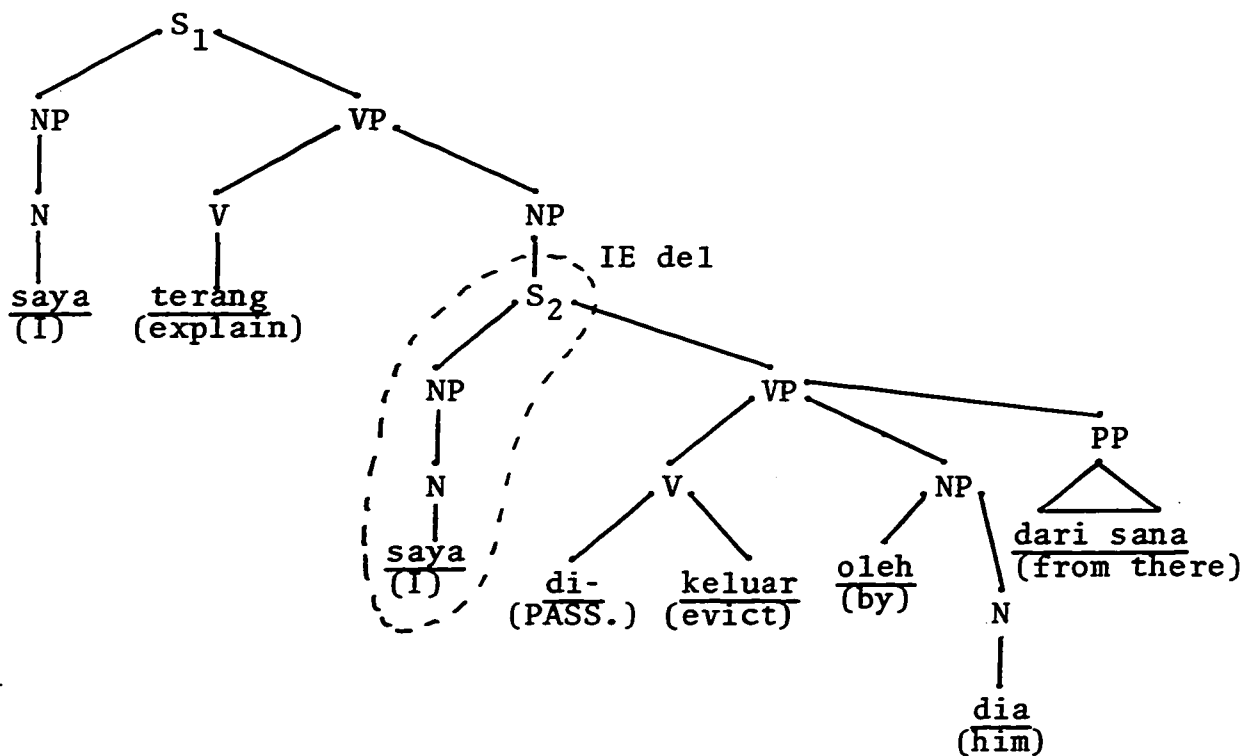 S1
NP VP
N V NP
IE del
saya terang S2
(I) (explain)
NP VP
PP
N V NP
saya dari sana
(I) di- keluar oleh (from there)
(PASS.) (evict) (by)
N
dia
(him)